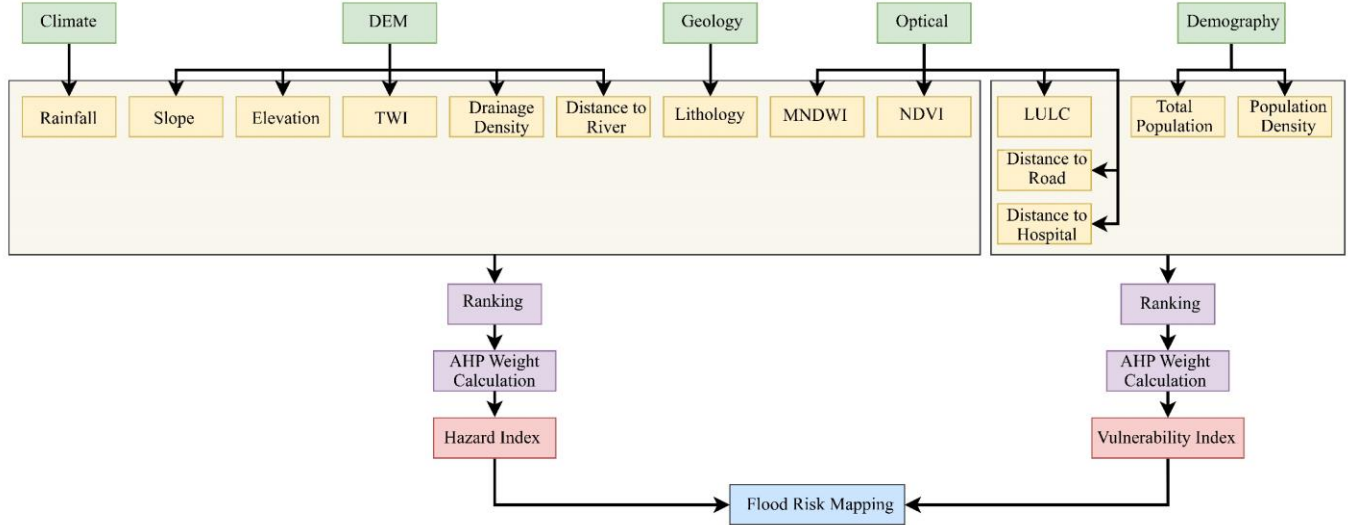 Climate
DEM
Geology
Optical
Demography
Rainfall
Slope
Elevation
TWI
Drainage
Density
Distance to
River
Lithology
MNDWI
NDVI
LULC
Total
Population
Population
Density
Distance to
Road
Distance to
Hospital
Ranking
Ranking
AHP Weight
Calculation
AHP Weight
Calculation
Hazard Index
Vulnerability Index
Flood Risk Mapping